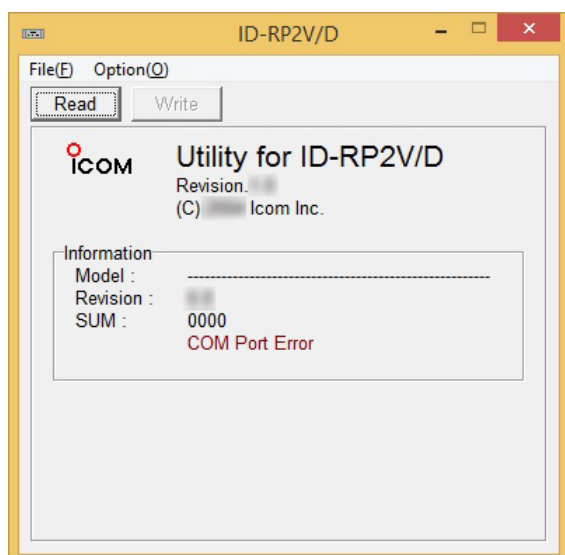 ID-RP2V/D
File(F) Option(O)
Read Write
ICOM
Utility for ID-RP2V/D
Revision.
(C) Icom Inc.
Information
Model : ------------------------------------------------------
Revision :
SUM : 0000
COM Port Error